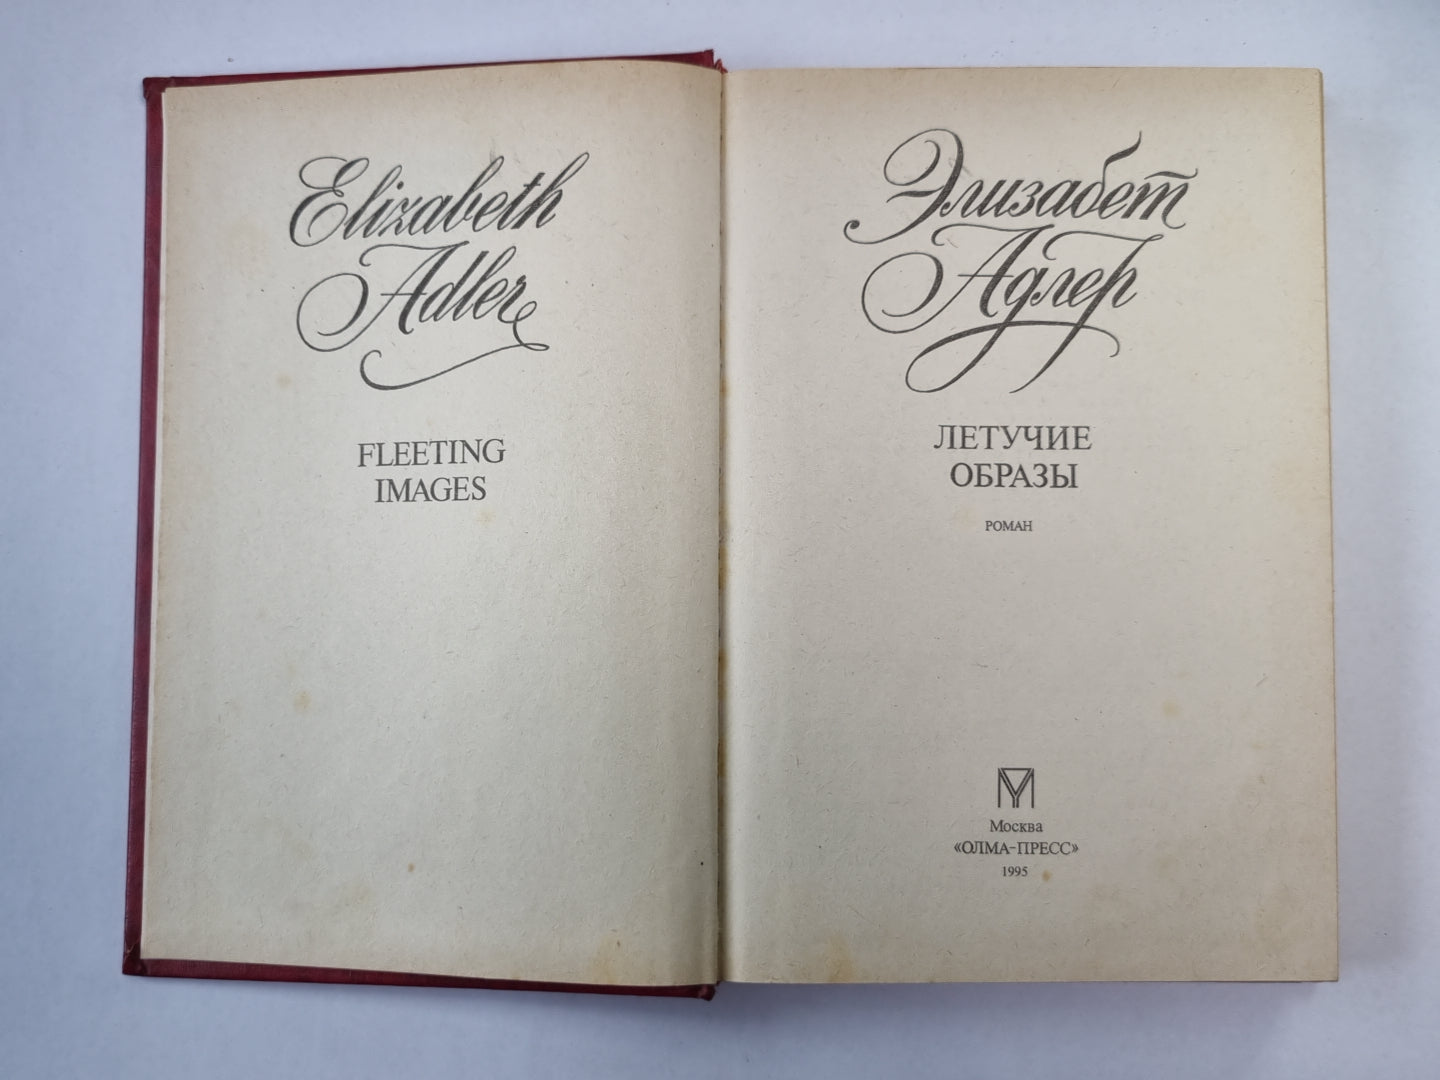 Elizabeth
Adler
FLEETING
IMAGES
Элизабет
Адлер
ЛЕТУЧИЕ
ОБРАЗЫ
РОМАН
Москва
«ОЛМА-ПРЕСС»
1995